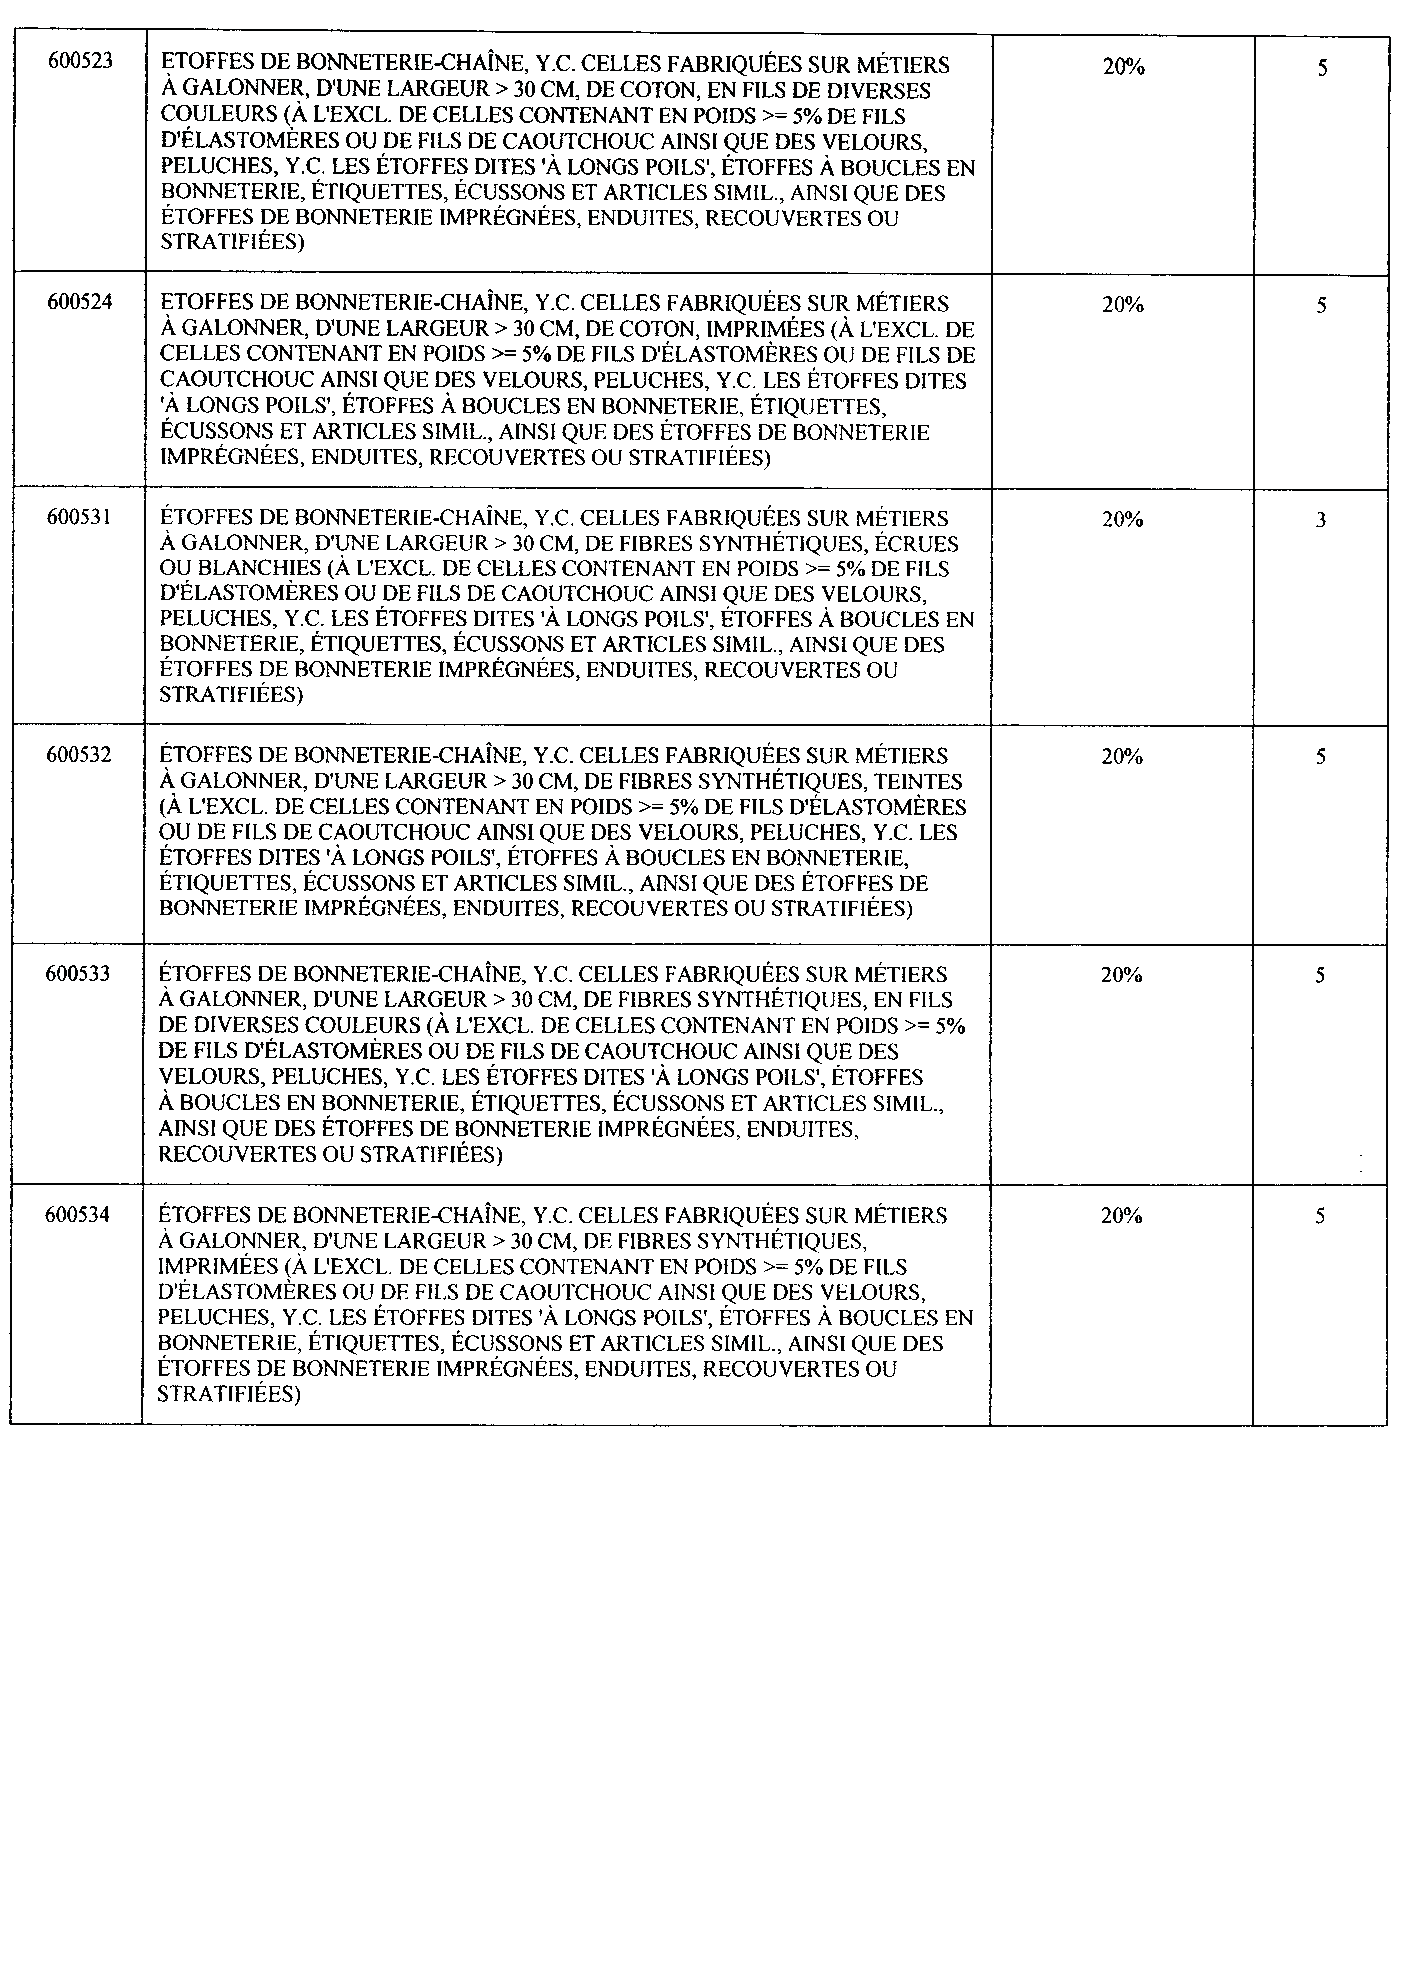 600523 ETOFFES DE BONNETERIE-CHAÎNE, Y.C. CELLES FABRIQUÉES SUR MÉTIERS 20% 5
À GALONNER, D'UNE LARGEUR > 30 CM, DE COTON, EN FILS DE DIVERSES
COULEURS (À L'EXCL. DE CELLES CONTENANT EN POIDS >= 5% DE FILS
D'ÉLASTOMÈRES OU DE FILS DE CAOUTCHOUC AINSI QUE DES VELOURS,
PELUCHES, Y.C. LES ÉTOFFES DITES 'À LONGS POILS', ÉTOFFES À BOUCLES EN
BONNETERIE, ÉTIQUETTES, ÉCUSSONS ET ARTICLES SIMIL., AINSI QUE DES
ÉTOFFES DE BONNETERIE IMPRÉGNÉES, ENDUITES, RECOUVERTES OU
STRATIFIÉES)
600524 ETOFFES DE BONNETERIE-CHAÎNE, Y.C. CELLES FABRIQUÉES SUR MÉTIERS 20% 5
À GALONNER, D'UNE LARGEUR > 30 CM, DE COTON, IMPRIMÉES (À L'EXCL. DE
CELLES CONTENANT EN POIDS >= 5% DE FILS D'ÉLASTOMÈRES OU DE FILS DE
CAOUTCHOUC AINSI QUE DES VELOURS, PELUCHES, Y.C. LES ÉTOFFES DITES
'À LONGS POILS', ÉTOFFES À BOUCLES EN BONNETERIE, ÉTIQUETTES,
ÉCUSSONS ET ARTICLES SIMIL., AINSI QUE DES ÉTOFFES DE BONNETERIE
IMPRÉGNÉES, ENDUITES, RECOUVERTES OU STRATIFIÉES)
600531 ÉTOFFES DE BONNETERIE-CHAÎNE, Y.C. CELLES FABRIQUÉES SUR MÉTIERS 20% 3
À GALONNER, D'UNE LARGEUR > 30 CM, DE FIBRES SYNTHÉTIQUES, ÉCRUES
OU BLANCHIES (À L'EXCL. DE CELLES CONTENANT EN POIDS >= 5% DE FILS
D'ÉLASTOMÈRES OU DE FILS DE CAOUTCHOUC AINSI QUE DES VELOURS,
PELUCHES, Y.C. LES ÉTOFFES DITES 'À LONGS POILS', ÉTOFFES À BOUCLES EN
BONNETERIE, ÉTIQUETTES, ÉCUSSONS ET ARTICLES SIMIL., AINSI QUE DES
ÉTOFFES DE BONNETERIE IMPRÉGNÉES, ENDUITES, RECOUVERTES OU
STRATIFIÉES)
600532 ÉTOFFES DE BONNETERIE-CHAÎNE, Y.C. CELLES FABRIQUÉES SUR MÉTIERS 20% 5
À GALONNER, D'UNE LARGEUR > 30 CM, DE FIBRES SYNTHÉTIQUES, TEINTES
(À L'EXCL. DE CELLES CONTENANT EN POIDS >= 5% DE FILS D'ÉLASTOMÈRES
OU DE FILS DE CAOUTCHOUC AINSI QUE DES VELOURS, PELUCHES, Y.C. LES
ÉTOFFES DITES 'À LONGS POILS', ÉTOFFES À BOUCLES EN BONNETERIE,
ÉTIQUETTES, ÉCUSSONS ET ARTICLES SIMIL., AINSI QUE DES ÉTOFFES DE
BONNETERIE IMPRÉGNÉES, ENDUITES, RECOUVERTES OU STRATIFIÉES)
600533 ÉTOFFES DE BONNETERIE-CHAÎNE, Y.C. CELLES FABRIQUÉES SUR MÉTIERS 20% 5
À GALONNER, D'UNE LARGEUR > 30 CM, DE FIBRES SYNTHÉTIQUES, EN FILS
DE DIVERSES COULEURS (À L'EXCL. DE CELLES CONTENANT EN POIDS >= 5%
DE FILS D'ÉLASTOMÈRES OU DE FILS DE CAOUTCHOUC AINSI QUE DES
VELOURS, PELUCHES, Y.C. LES ÉTOFFES DITES 'À LONGS POILS', ÉTOFFES
À BOUCLES EN BONNETERIE, ÉTIQUETTES, ÉCUSSONS ET ARTICLES SIMIL.,
AINSI QUE DES ÉTOFFES DE BONNETERIE IMPRÉGNÉES, ENDUITES,
RECOUVERTES OU STRATIFIÉES)
600534 ÉTOFFES DE BONNETERIE-CHAÎNE, Y.C. CELLES FABRIQUÉES SUR MÉTIERS 20% 5
À GALONNER, D'UNE LARGEUR > 30 CM, DE FIBRES SYNTHÉTIQUES,
IMPRIMÉES (À L'EXCL. DE CELLES CONTENANT EN POIDS >= 5% DE FILS
D'ÉLASTOMÈRES OU DE FILS DE CAOUTCHOUC AINSI QUE DES VELOURS,
PELUCHES, Y.C. LES ÉTOFFES DITES 'À LONGS POILS', ÉTOFFES À BOUCLES EN
BONNETERIE, ÉTIQUETTES, ÉCUSSONS ET ARTICLES SIMIL., AINSI QUE DES
ÉTOFFES DE BONNETERIE IMPRÉGNÉES, ENDUITES, RECOUVERTES OU
STRATIFIÉES)